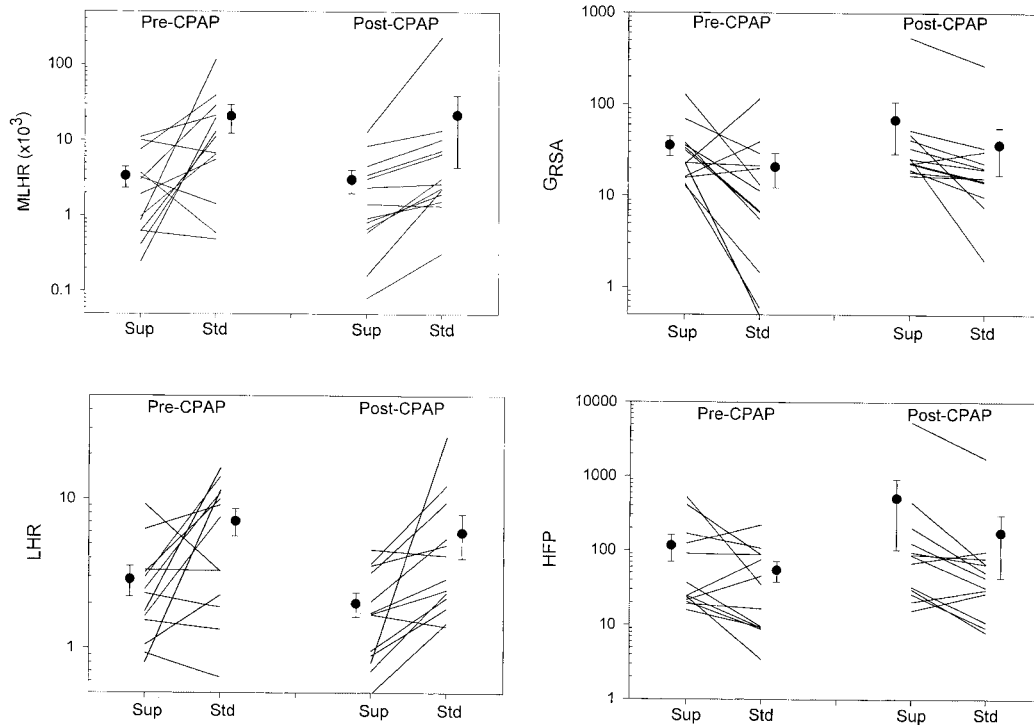 Pre-CPAP Post-CPAP
MLHR (x10³)
100
10
1
0.1
Sup Std Sup Std
Pre-CPAP Post-CPAP
GRSA
1000
100
10
1
Sup Std Sup Std
Pre-CPAP Post-CPAP
LHR
10
1
Sup Std Sup Std
Pre-CPAP Post-CPAP
HFP
10000
1000
100
10
1
Sup Std Sup Std